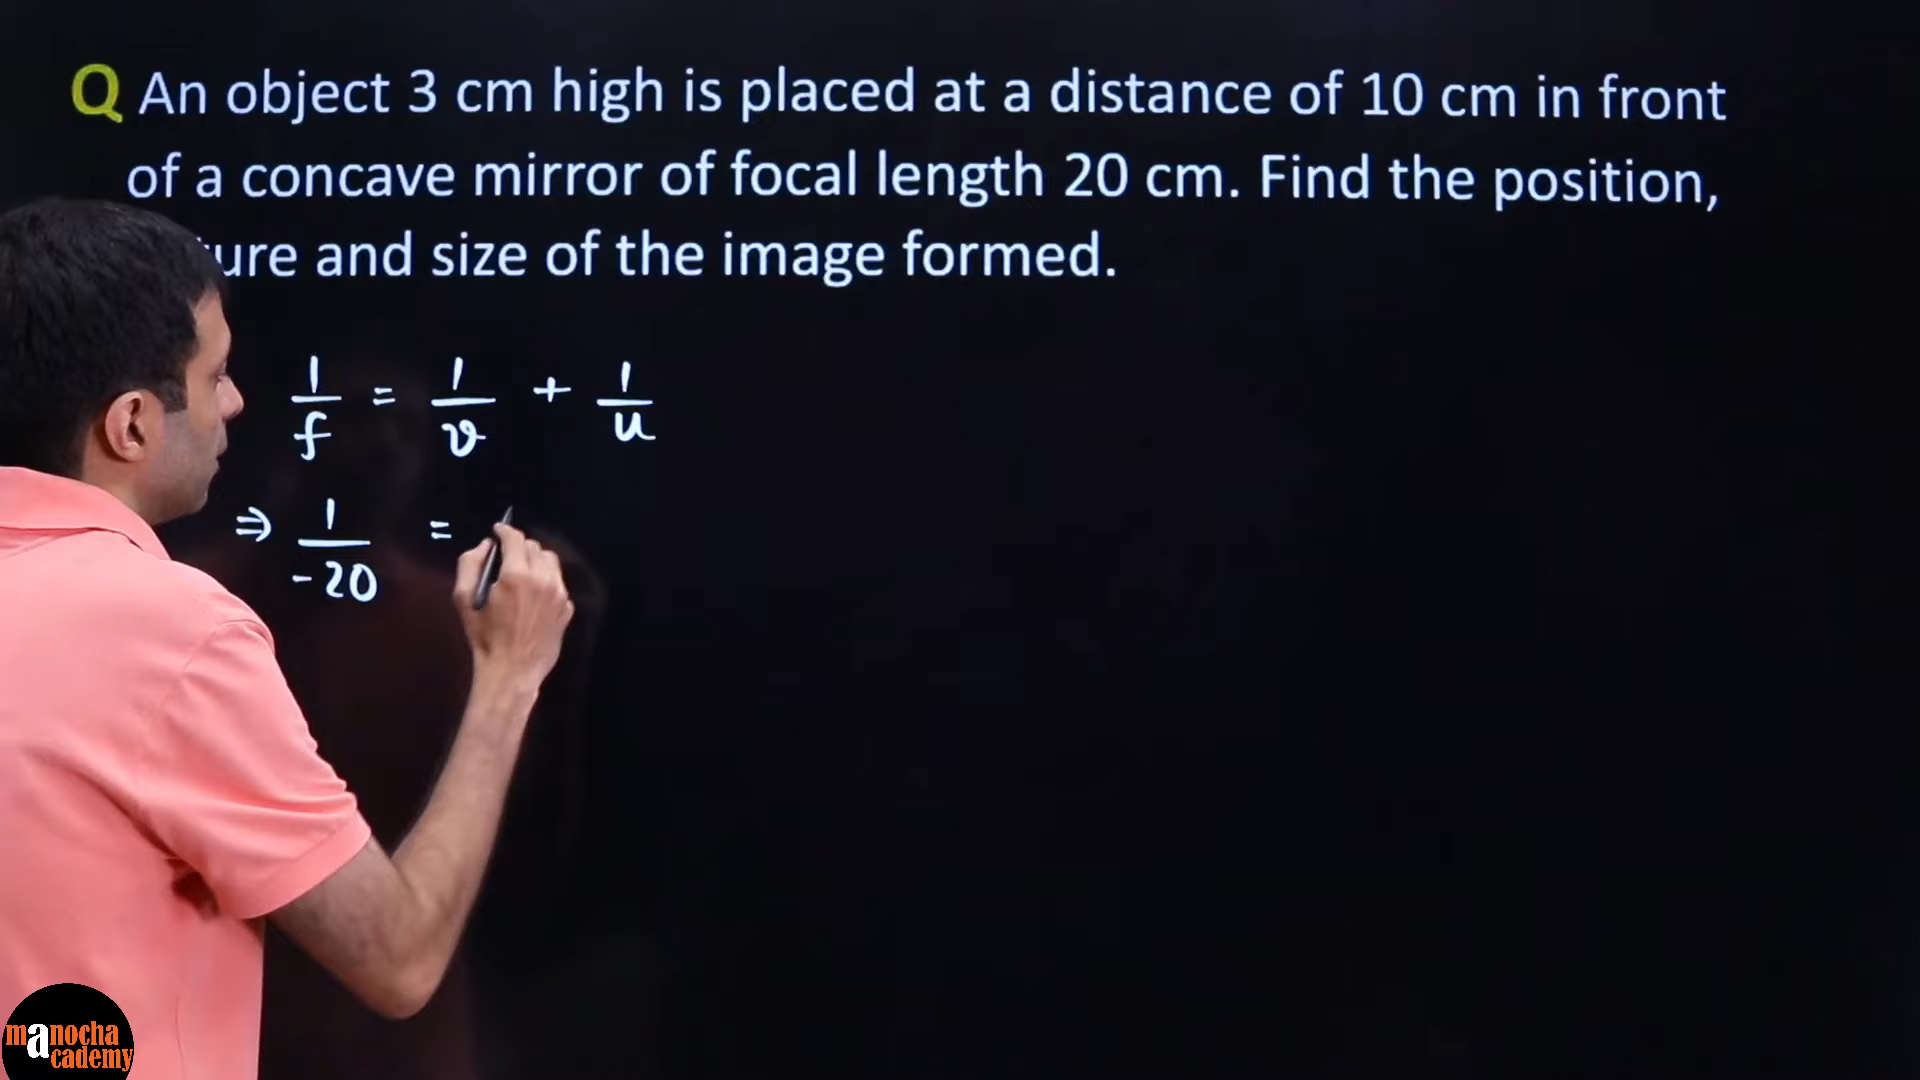 Q An object 3 cm high is placed at a distance of 10 cm in front
of a concave mirror of focal length 20 cm. Find the position,
ure and size of the image formed.
1/f = 1/v + 1/u
⇒ 1/-20 =
manocha
academy